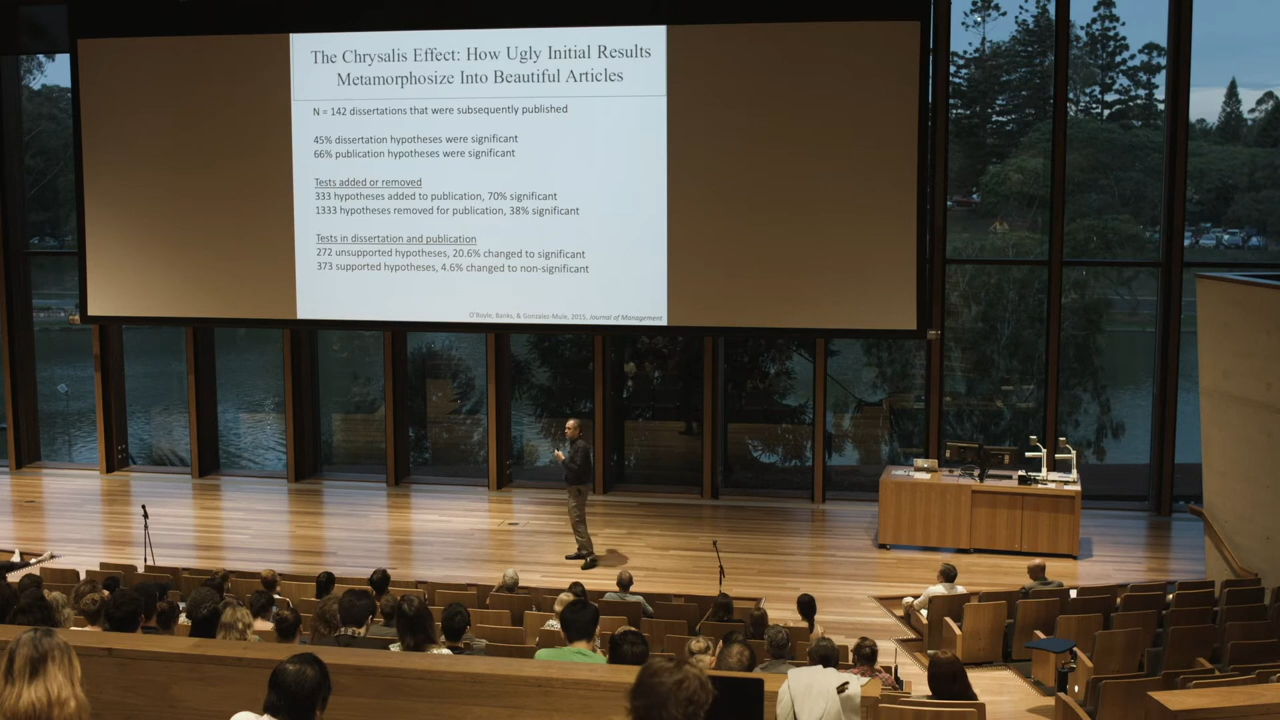 The Chrysalis Effect: How Ugly Initial Results
Metamorphosize Into Beautiful Articles
N = 142 dissertations that were subsequently published
45% dissertation hypotheses were significant
66% publication hypotheses were significant
Tests added or removed
333 hypotheses added to publication, 70% significant
1333 hypotheses removed for publication, 38% significant
Tests in dissertation and publication
272 unsupported hypotheses, 20.6% changed to significant
373 supported hypotheses, 4.6% changed to non-significant
O'Boyle, Banks, & Gonzalez-Mule, 2015, Journal of Management